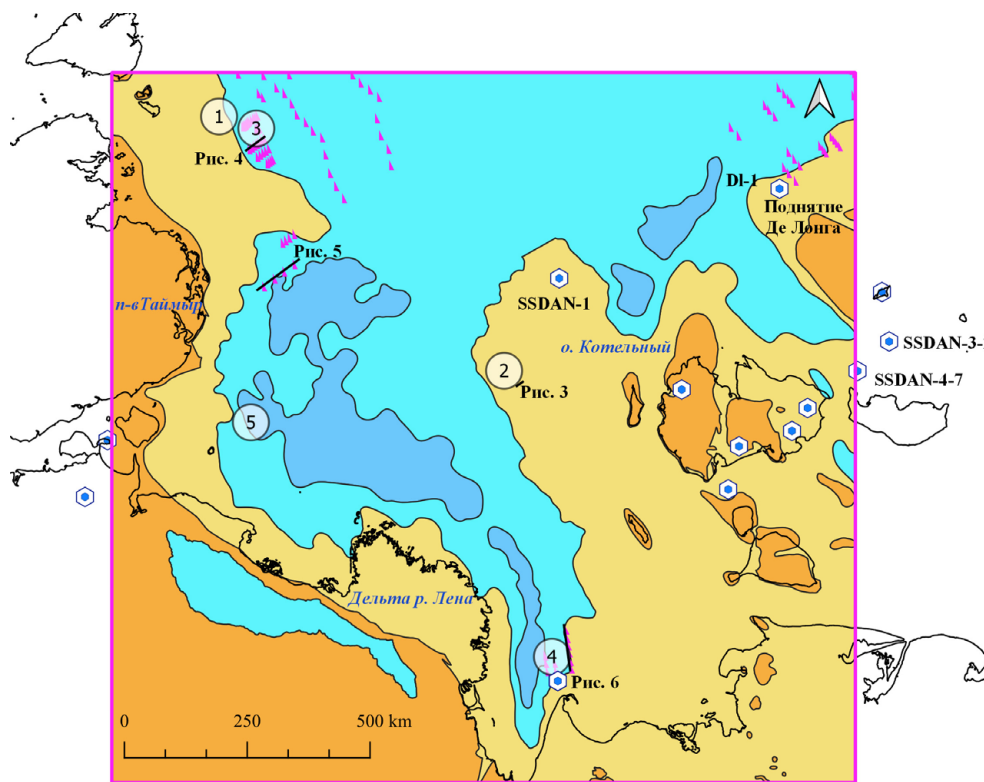 1
3
Рис. 4
Dl-1
Поднятие
Де Лонга
Рис. 5
SSDAN-1
п-вТаймыр
о. Котельный
SSDAN-3-
2
Рис. 3
SSDAN-4-7
5
Дельта р. Лена
4
Рис. 6
0
250
500 km